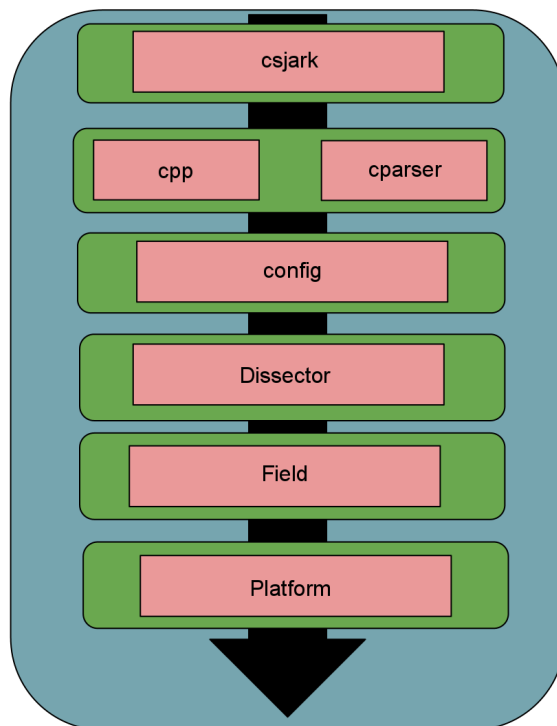 csjark
cpp
cparser
config
Dissector
Field
Platform